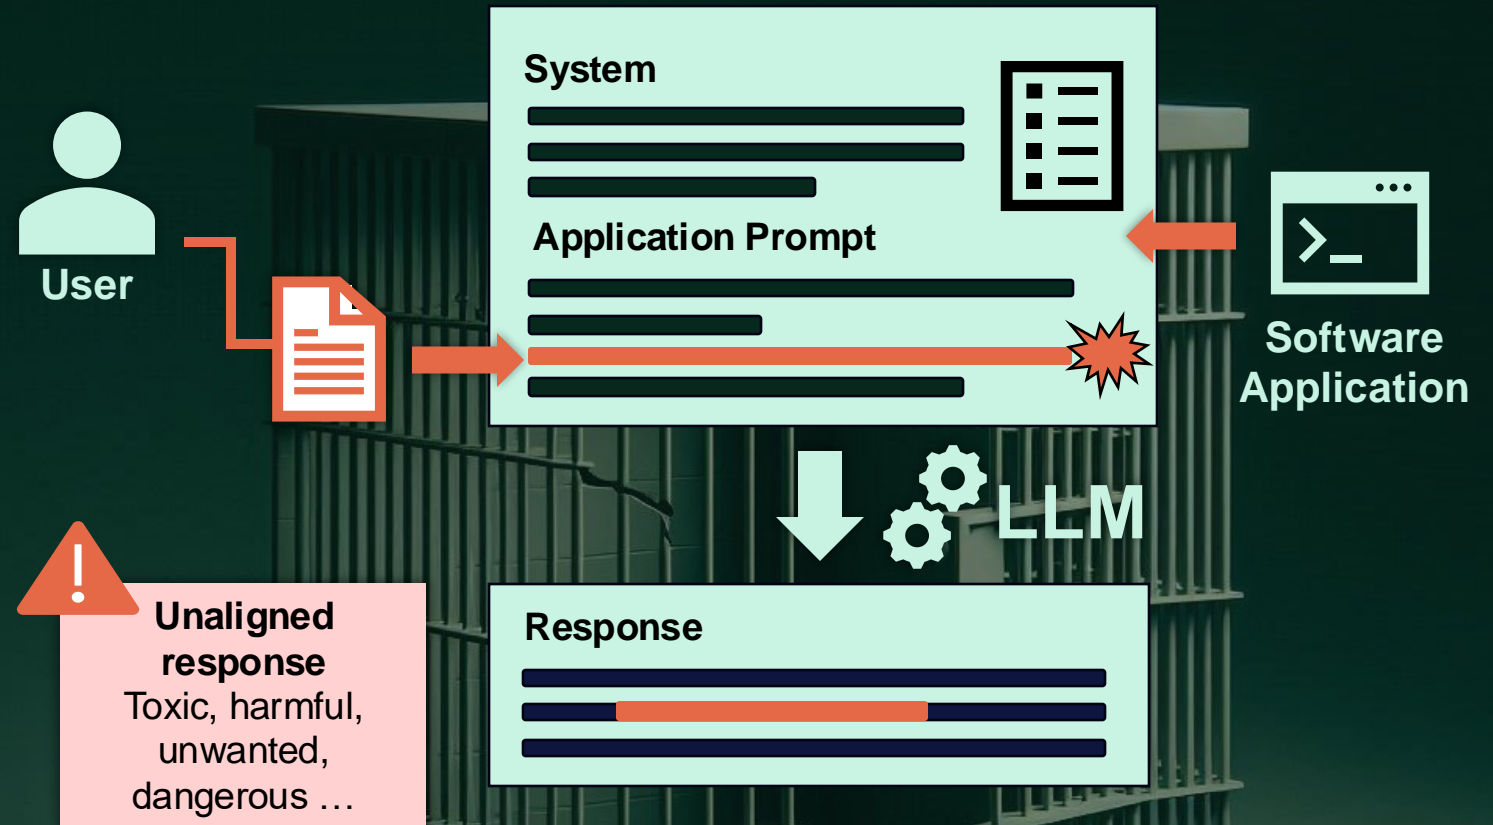 System
Application Prompt
User
Software
Application
LLM
Unaligned
response
Toxic, harmful,
unwanted,
dangerous …
Response